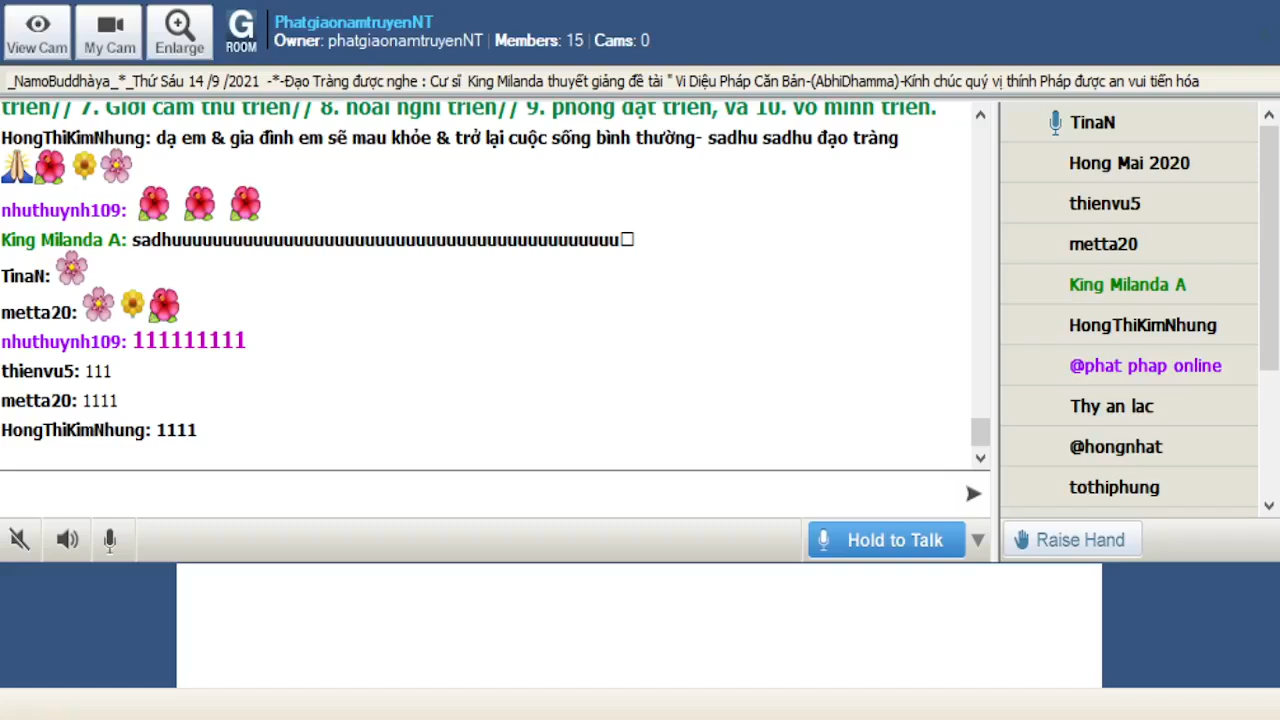 View Cam
My Cam
Enlarge
G
ROOM
PhatgiaonamtruyenNT
Owner: phatgiaonamtruyenNT | Members: 15 | Cams: 0
_NamoBuddhàya_*_Thứ Sáu 14 /9 /2021 -*-Đạo Tràng được nghe : Cư sĩ King Milanda thuyết giảng đề tài " Vi Diệu Pháp Căn Bản-(AbhiDhamma)-Kính chúc quý vị thính Pháp được an vui tiến hóa
triển// 7. Giới cấm thủ triển// 8. hoài nghi triển// 9. phóng dật triển, và 10. vô minh triển.
HongThiKimNhung: dạ em & gia đình em sẽ mau khỏe & trở lại cuộc sống bình thường- sadhu sadhu đạo tràng
nhuthuynh109:
King Milanda A: sadhuuuuuuuuuuuuuuuuuuuuuuuuuuuuuuuuuuuuuuuuuuuuu
TinaN:
metta20:
nhuthuynh109: 111111111
thienvu5: 111
metta20: 1111
HongThiKimNhung: 1111
TinaN
Hong Mai 2020
thienvu5
metta20
King Milanda A
HongThiKimNhung
@phat phap online
Thy an lac
@hongnhat
tothiphung
Hold to Talk
Raise Hand